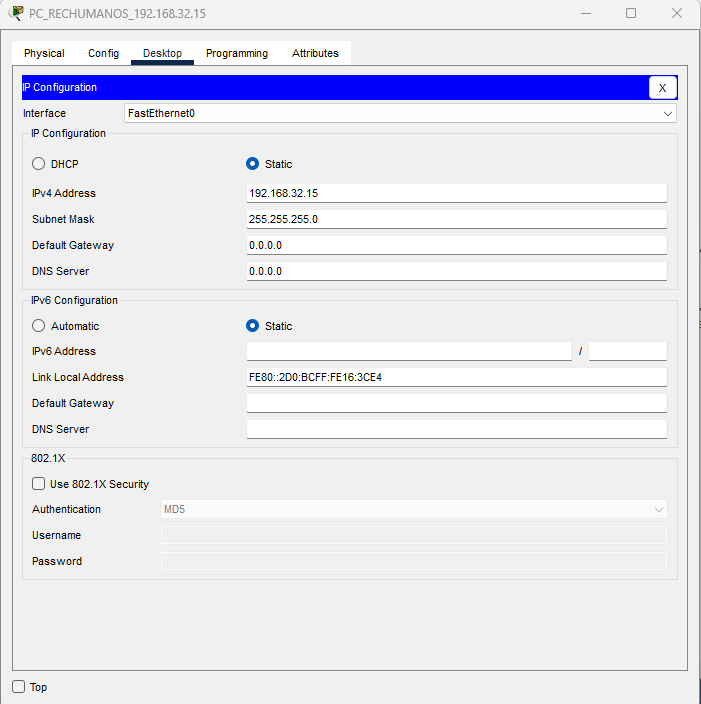 PC_RECHUMANOS_192.168.32.15
Physical Config Desktop Programming Attributes
IP Configuration X
Interface FastEthernet0
IP Configuration
DHCP Static
IPv4 Address 192.168.32.15
Subnet Mask 255.255.255.0
Default Gateway 0.0.0.0
DNS Server 0.0.0.0
IPv6 Configuration
Automatic Static
IPv6 Address /
Link Local Address FE80::2D0:BCFF:FE16:3CE4
Default Gateway
DNS Server
802.1X
Use 802.1X Security
Authentication MD5
Username
Password
Top